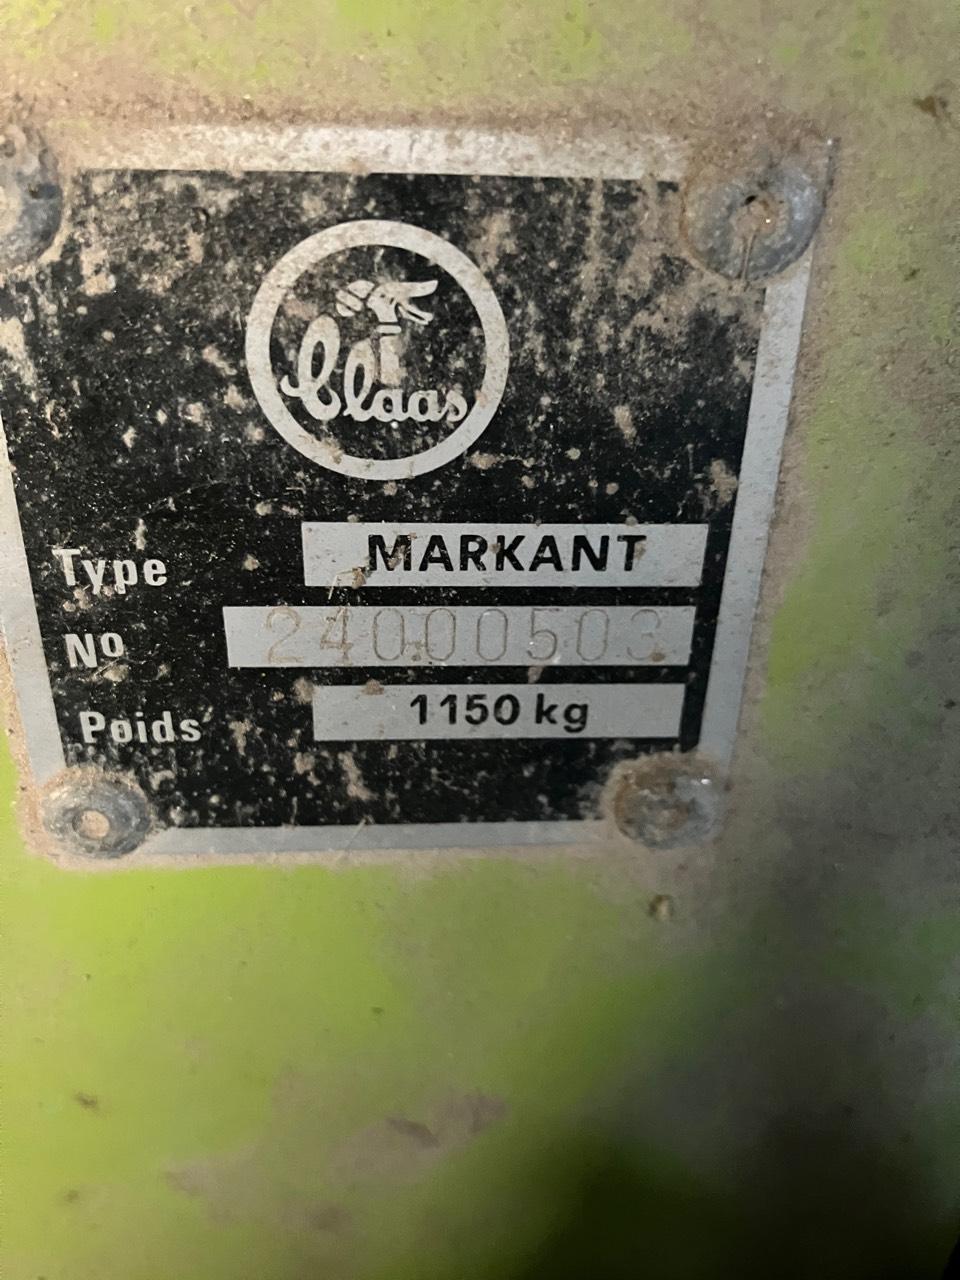 Claas
Type MARKANT
No 24000503
Poids 1150 kg